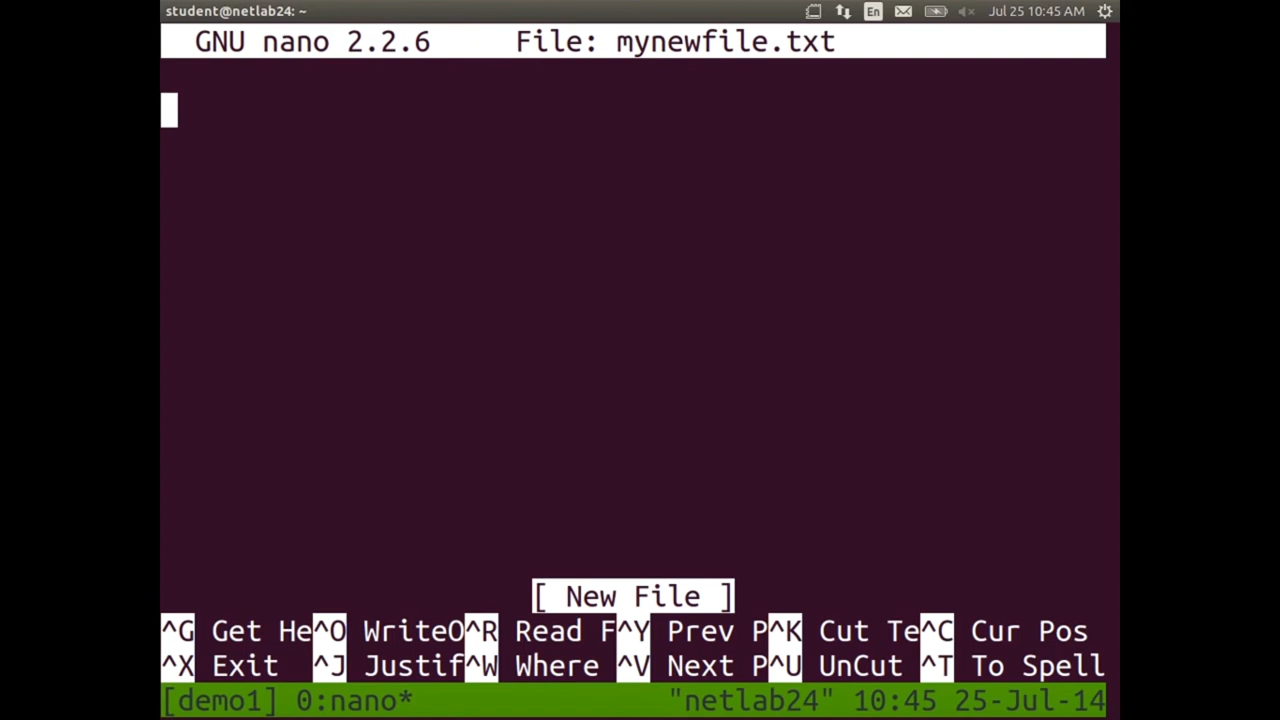 student@netlab24: ~ En Jul 25 10:45 AM
GNU nano 2.2.6 File: mynewfile.txt
[ New File ]
^G Get He^O WriteO^R Read F^Y Prev P^K Cut Te^C Cur Pos
^X Exit ^J Justif^W Where ^V Next P^U UnCut ^T To Spell
[demo1] 0:nano* "netlab24" 10:45 25-Jul-14